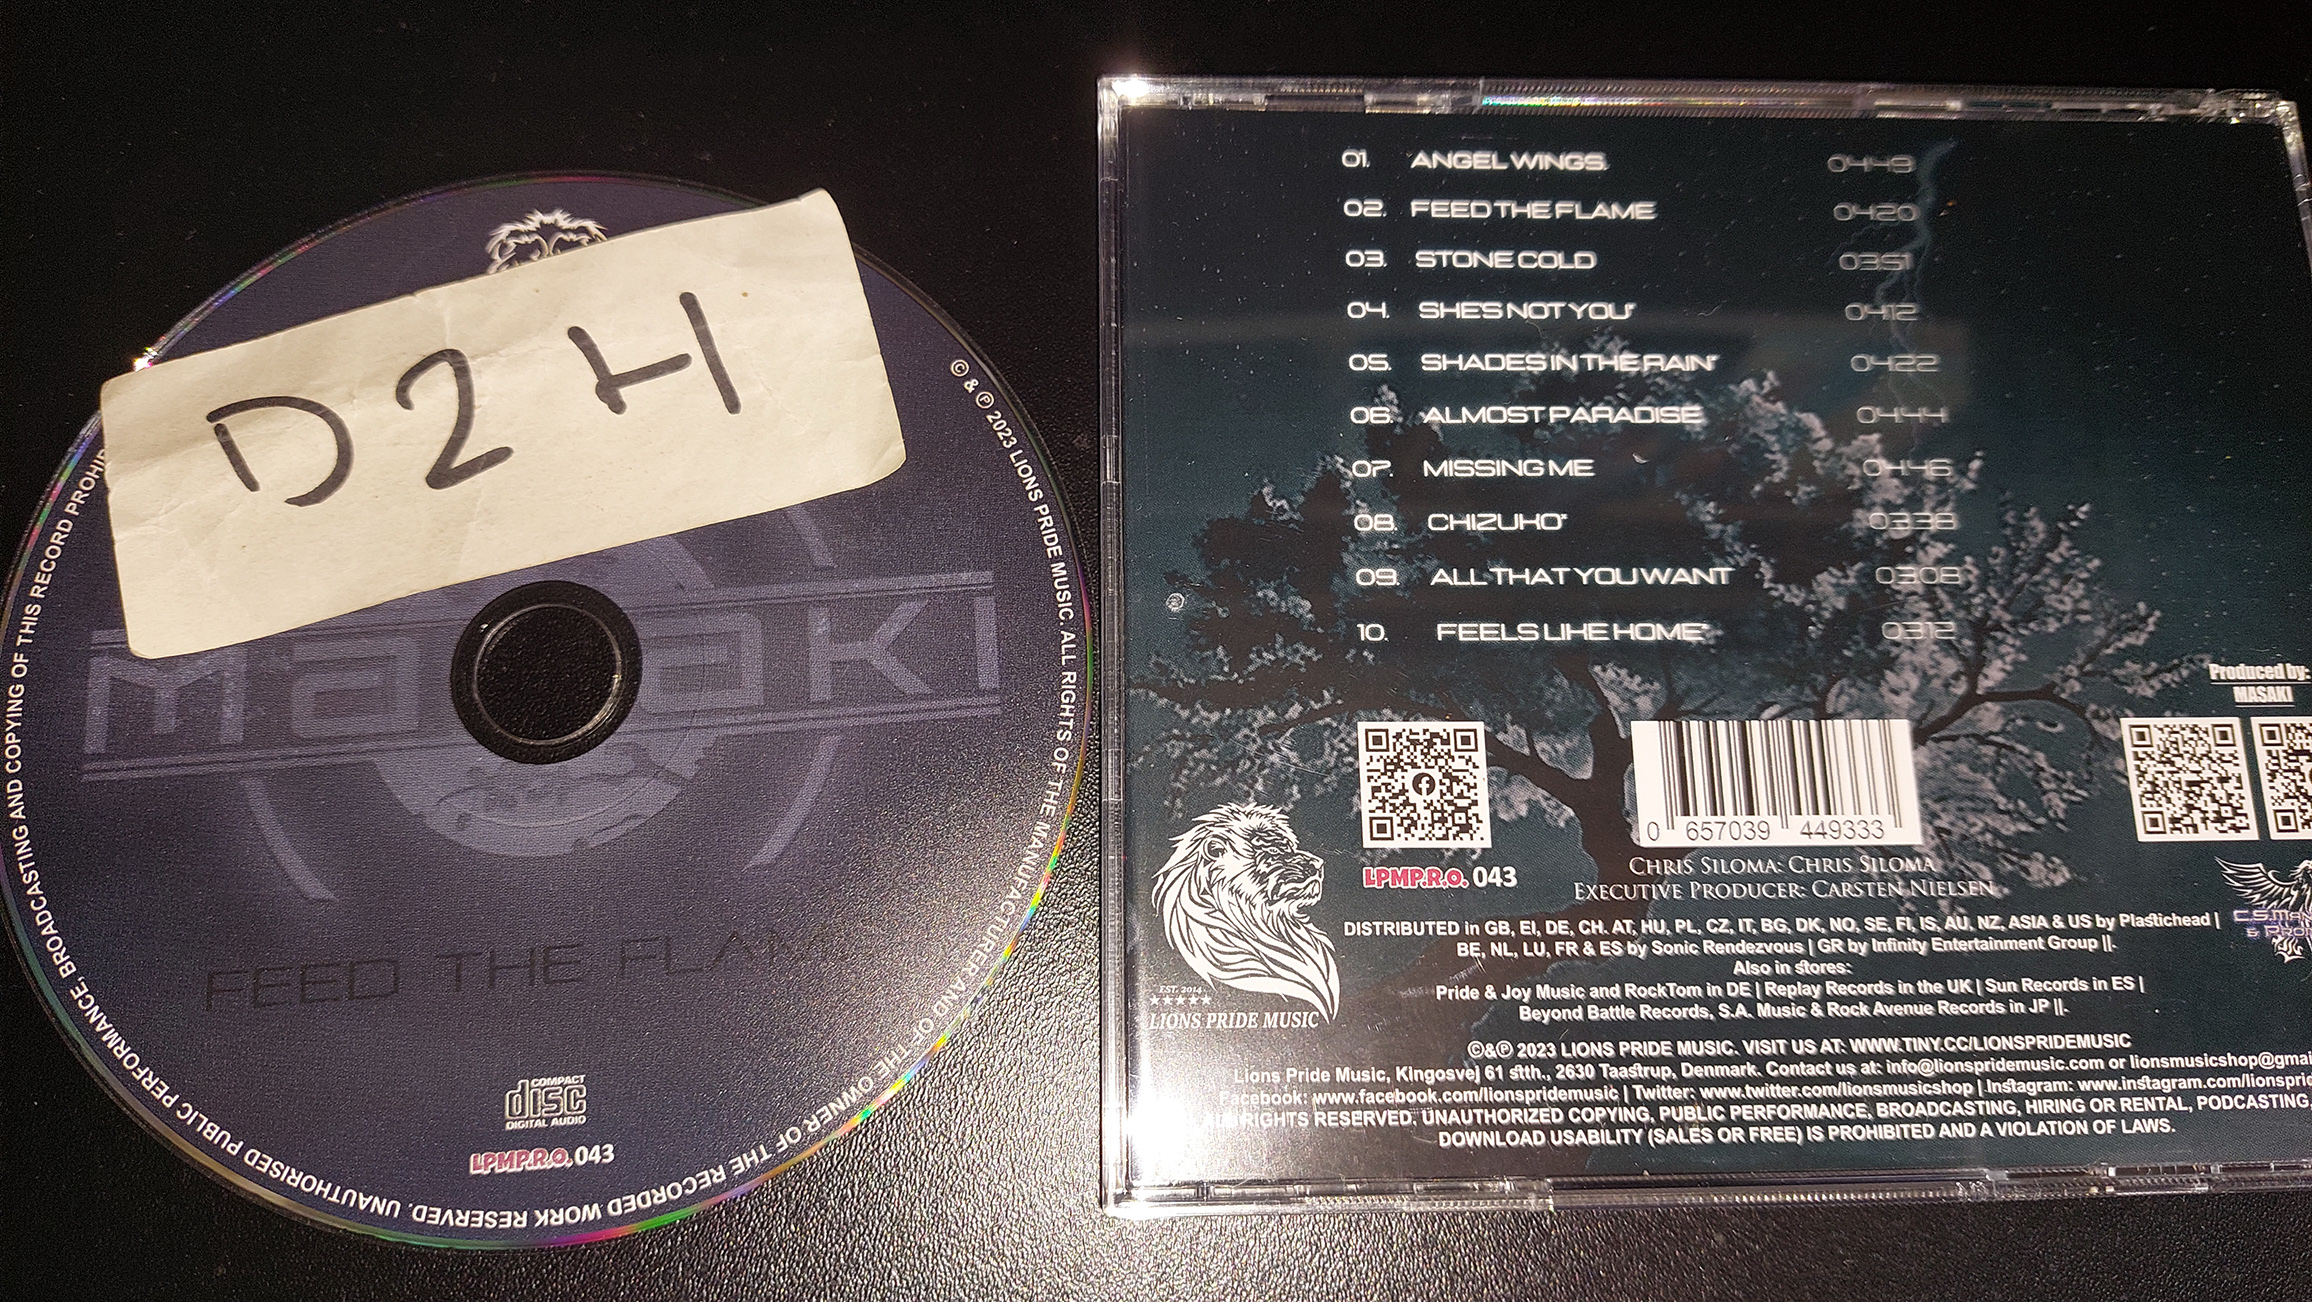 D2H
© & ℗ 2023 LIONS PRIDE MUSIC. ALL RIGHTS OF THE MANUFACTURER AND OF THE OWNER OF THE RECORDED WORK RESERVED. UNAUTHORISED PUBLIC PERFORMANCE, BROADCASTING AND COPYING OF THIS RECORD PROHIB
FEED THE FLAME
COMPACT
disc
DIGITAL AUDIO
LPMP.R.O. 043
01. ANGEL WINGS 04:49
02. FEED THE FLAME 04:20
03. STONE COLD 03:51
04. SHE'S NOT YOU* 04:12
05. SHADES IN THE RAIN* 04:22
06. ALMOST PARADISE 04:44
07. MISSING ME 04:46
08. CHIZUHO* 03:38
09. ALL THAT YOU WANT 03:08
10. FEELS LIKE HOME* 03:12
Produced by:
MASAKI
0 657039 449333
LPMP.R.O. 043
CHRIS SILOMA: CHRIS SILOMA
EXECUTIVE PRODUCER: CARSTEN NIELSEN
EST. 2014
LIONS PRIDE MUSIC
C.S.Man
& Prom
DISTRIBUTED in GB, EI, DE, CH. AT, HU, PL, CZ, IT, BG, DK, NO, SE, FI, IS, AU, NZ, ASIA & US by Plastichead |
BE, NL, LU, FR & ES by Sonic Rendezvous | GR by Infinity Entertainment Group ||.
Also in stores:
Pride & Joy Music and RockTom in DE | Replay Records in the UK | Sun Records in ES |
Beyond Battle Records, S.A. Music & Rock Avenue Records in JP ||.
©&℗ 2023 LIONS PRIDE MUSIC. VISIT US AT: WWW.TINY.CC/LIONSPRIDEMUSIC
Lions Pride Music, Kingosvej 61 stth., 2630 Taastrup, Denmark. Contact us at: info@lionspridemusic.com or lionsmusicshop@gmai
Facebook: www.facebook.com/lionspridemusic | Twitter: www.twitter.com/lionsmusicshop | Instagram: www.instagram.com/lionsprid
ALL RIGHTS RESERVED. UNAUTHORIZED COPYING, PUBLIC PERFORMANCE, BROADCASTING, HIRING OR RENTAL, PODCASTING,
DOWNLOAD USABILITY (SALES OR FREE) IS PROHIBITED AND A VIOLATION OF LAWS.